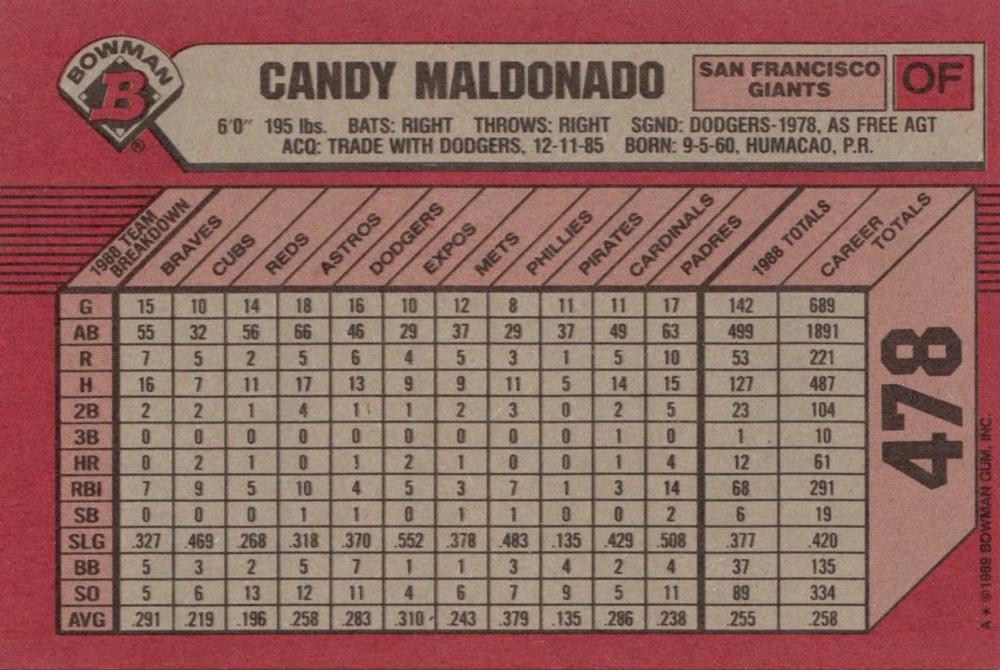 BOWMAN
B
®
CANDY MALDONADO
SAN FRANCISCO
GIANTS
OF
6'0" 195 lbs. BATS: RIGHT THROWS: RIGHT SGND: DODGERS-1978, AS FREE AGT
ACQ: TRADE WITH DODGERS, 12-11-85 BORN: 9-5-60, HUMACAO, P.R.
1988 TEAM BREAKDOWN BRAVES CUBS REDS ASTROS DODGERS EXPOS METS PHILLIES PIRATES CARDINALS PADRES 1988 TOTALS CAREER TOTALS
G 15 10 14 18 16 10 12 8 11 11 17 142 689
AB 55 32 56 66 46 29 37 29 37 49 63 499 1891
R 7 5 2 5 6 4 5 3 1 5 10 53 221
H 16 7 11 17 13 9 9 11 5 14 15 127 487
2B 2 2 1 4 1 1 2 3 0 2 5 23 104
3B 0 0 0 0 0 0 0 0 0 1 0 1 10
HR 0 2 1 0 1 2 1 0 0 1 4 12 61
RBI 7 9 5 10 4 5 3 7 1 3 14 68 291
SB 0 0 0 1 1 0 1 1 0 0 2 6 19
SLG .327 .469 .268 .318 .370 .552 .378 .483 .135 .429 .508 .377 .420
BB 5 3 2 5 7 1 1 3 4 2 4 37 135
SO 5 6 13 12 11 4 6 7 9 5 11 89 334
AVG .291 .219 .196 .258 .283 .310 .243 .379 .135 .286 .238 .255 .258
478
A * © 1989 BOWMAN GUM, INC.